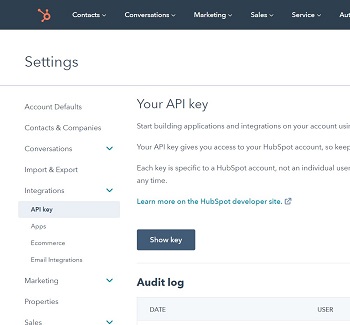 Contacts Conversations Marketing Sales Service Aut
Settings
Account Defaults
Contacts & Companies
Conversations
Import & Export
Integrations
API key
Apps
Ecommerce
Email Integrations
Marketing
Properties
Sales
Your API key
Start building applications and integrations on your account usin
Your API key gives you access to your HubSpot account, so keep
Each key is specific to a HubSpot account, not an individual user
any time.
Learn more on the HubSpot developer site.
Show key
Audit log
DATE USER